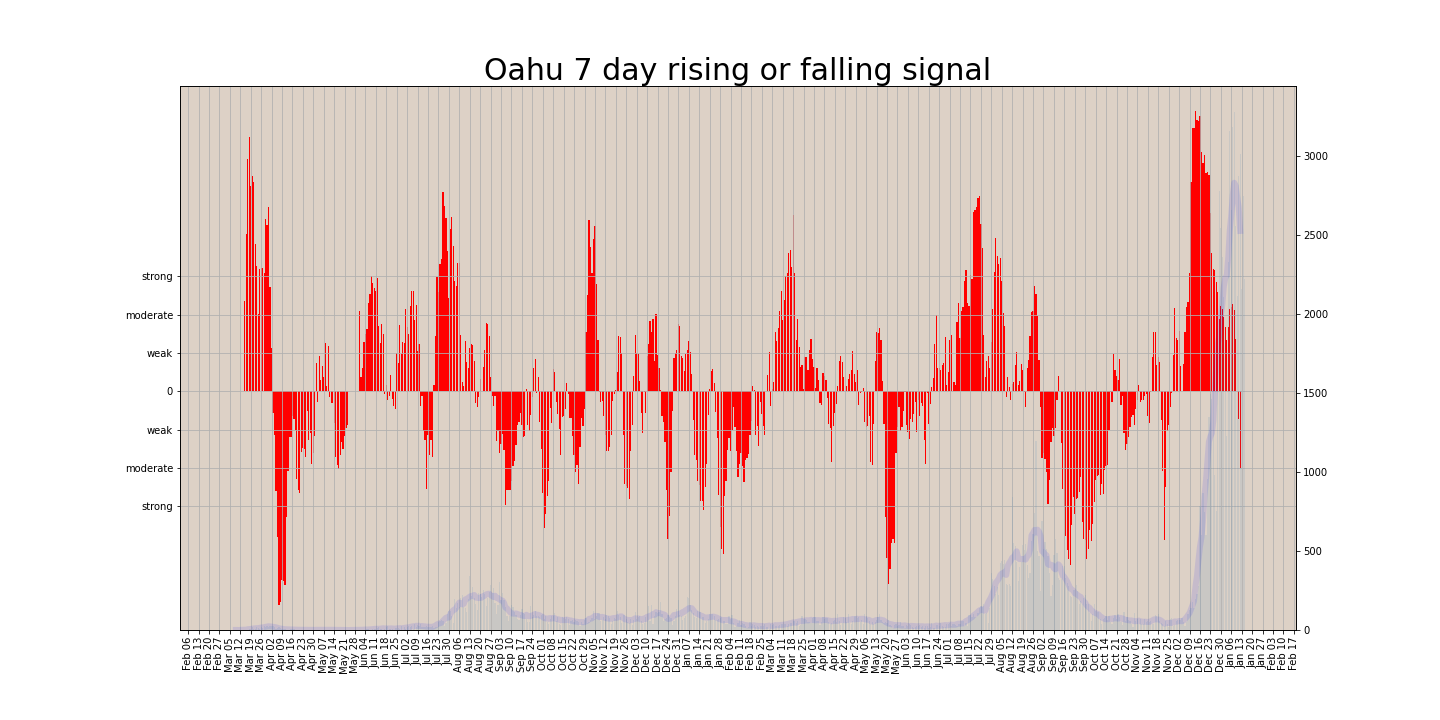 Oahu 7 day rising or falling signal
strong
moderate
weak
0
weak
moderate
strong
3000
2500
2000
1500
1000
500
0
Feb 06
Feb 13
Feb 20
Feb 27
Mar 05
Mar 12
Mar 19
Mar 26
Apr 02
Apr 09
Apr 16
Apr 23
Apr 30
May 07
May 14
May 21
May 28
Jun 04
Jun 11
Jun 18
Jun 25
Jul 02
Jul 09
Jul 16
Jul 23
Jul 30
Aug 06
Aug 13
Aug 20
Aug 27
Sep 03
Sep 10
Sep 17
Sep 24
Oct 01
Oct 08
Oct 15
Oct 22
Oct 29
Nov 05
Nov 12
Nov 19
Nov 26
Dec 03
Dec 10
Dec 17
Dec 24
Dec 31
Jan 07
Jan 14
Jan 21
Jan 28
Feb 04
Feb 11
Feb 18
Feb 25
Mar 04
Mar 11
Mar 18
Mar 25
Apr 01
Apr 08
Apr 15
Apr 22
Apr 29
May 06
May 13
May 20
May 27
Jun 03
Jun 10
Jun 17
Jun 24
Jul 01
Jul 08
Jul 15
Jul 22
Jul 29
Aug 05
Aug 12
Aug 19
Aug 26
Sep 02
Sep 09
Sep 16
Sep 23
Sep 30
Oct 07
Oct 14
Oct 21
Oct 28
Nov 04
Nov 11
Nov 18
Nov 25
Dec 02
Dec 09
Dec 16
Dec 23
Dec 30
Jan 06
Jan 13
Jan 20
Jan 27
Feb 03
Feb 10
Feb 17